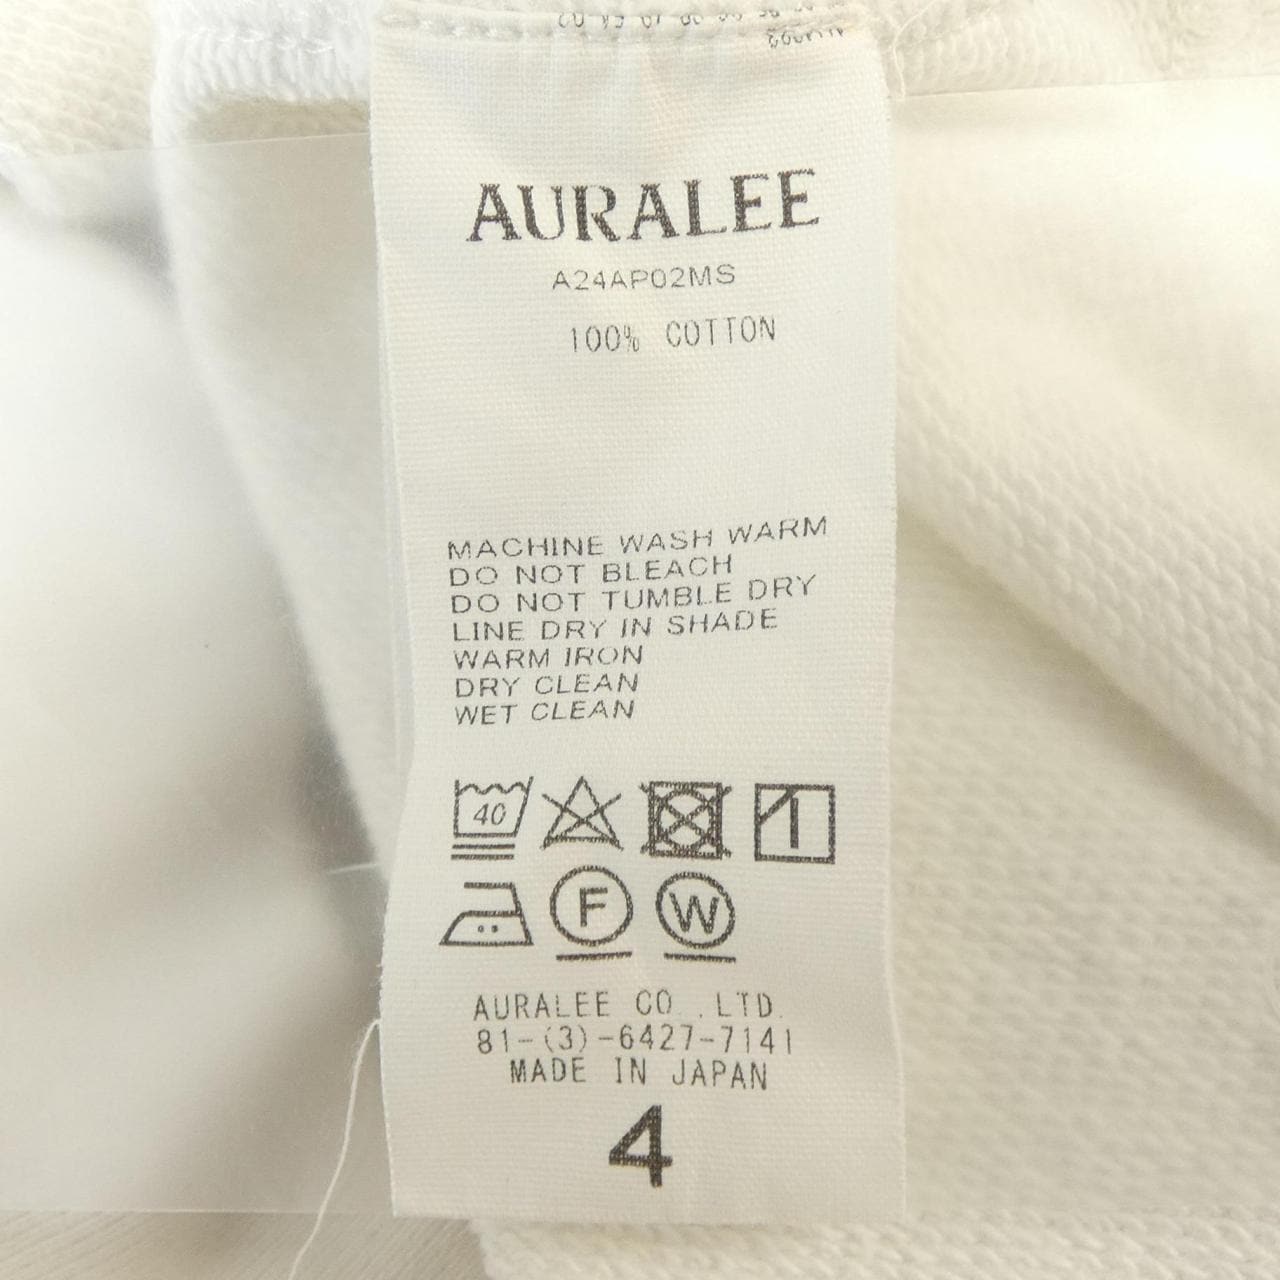 AURALEE
A24AP02MS
100% COTTON
MACHINE WASH WARM
DO NOT BLEACH
DO NOT TUMBLE DRY
LINE DRY IN SHADE
WARM IRON
DRY CLEAN
WET CLEAN
40
F W
AURALEE CO .,LTD.
81-(3)-6427-7141
MADE IN JAPAN
4